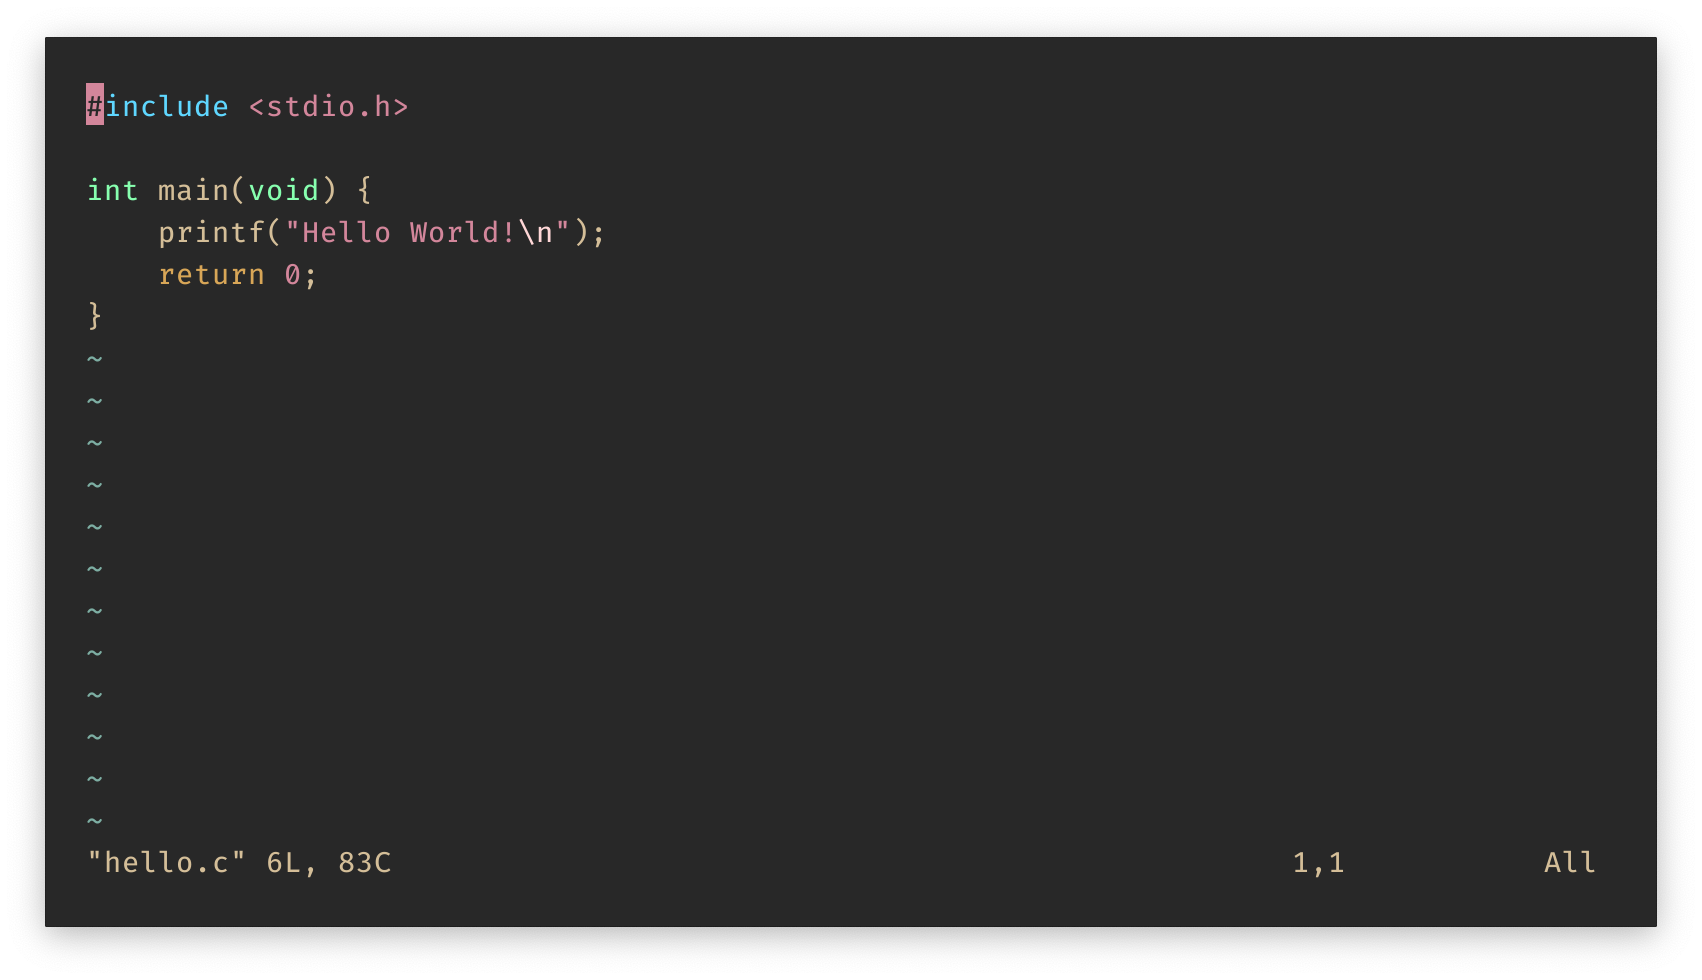 #include <stdio.h>

int main(void) {
    printf("Hello World!\n");
    return 0;
}
~
~
~
~
~
~
~
~
~
~
~
~
"hello.c" 6L, 83C 1,1 All